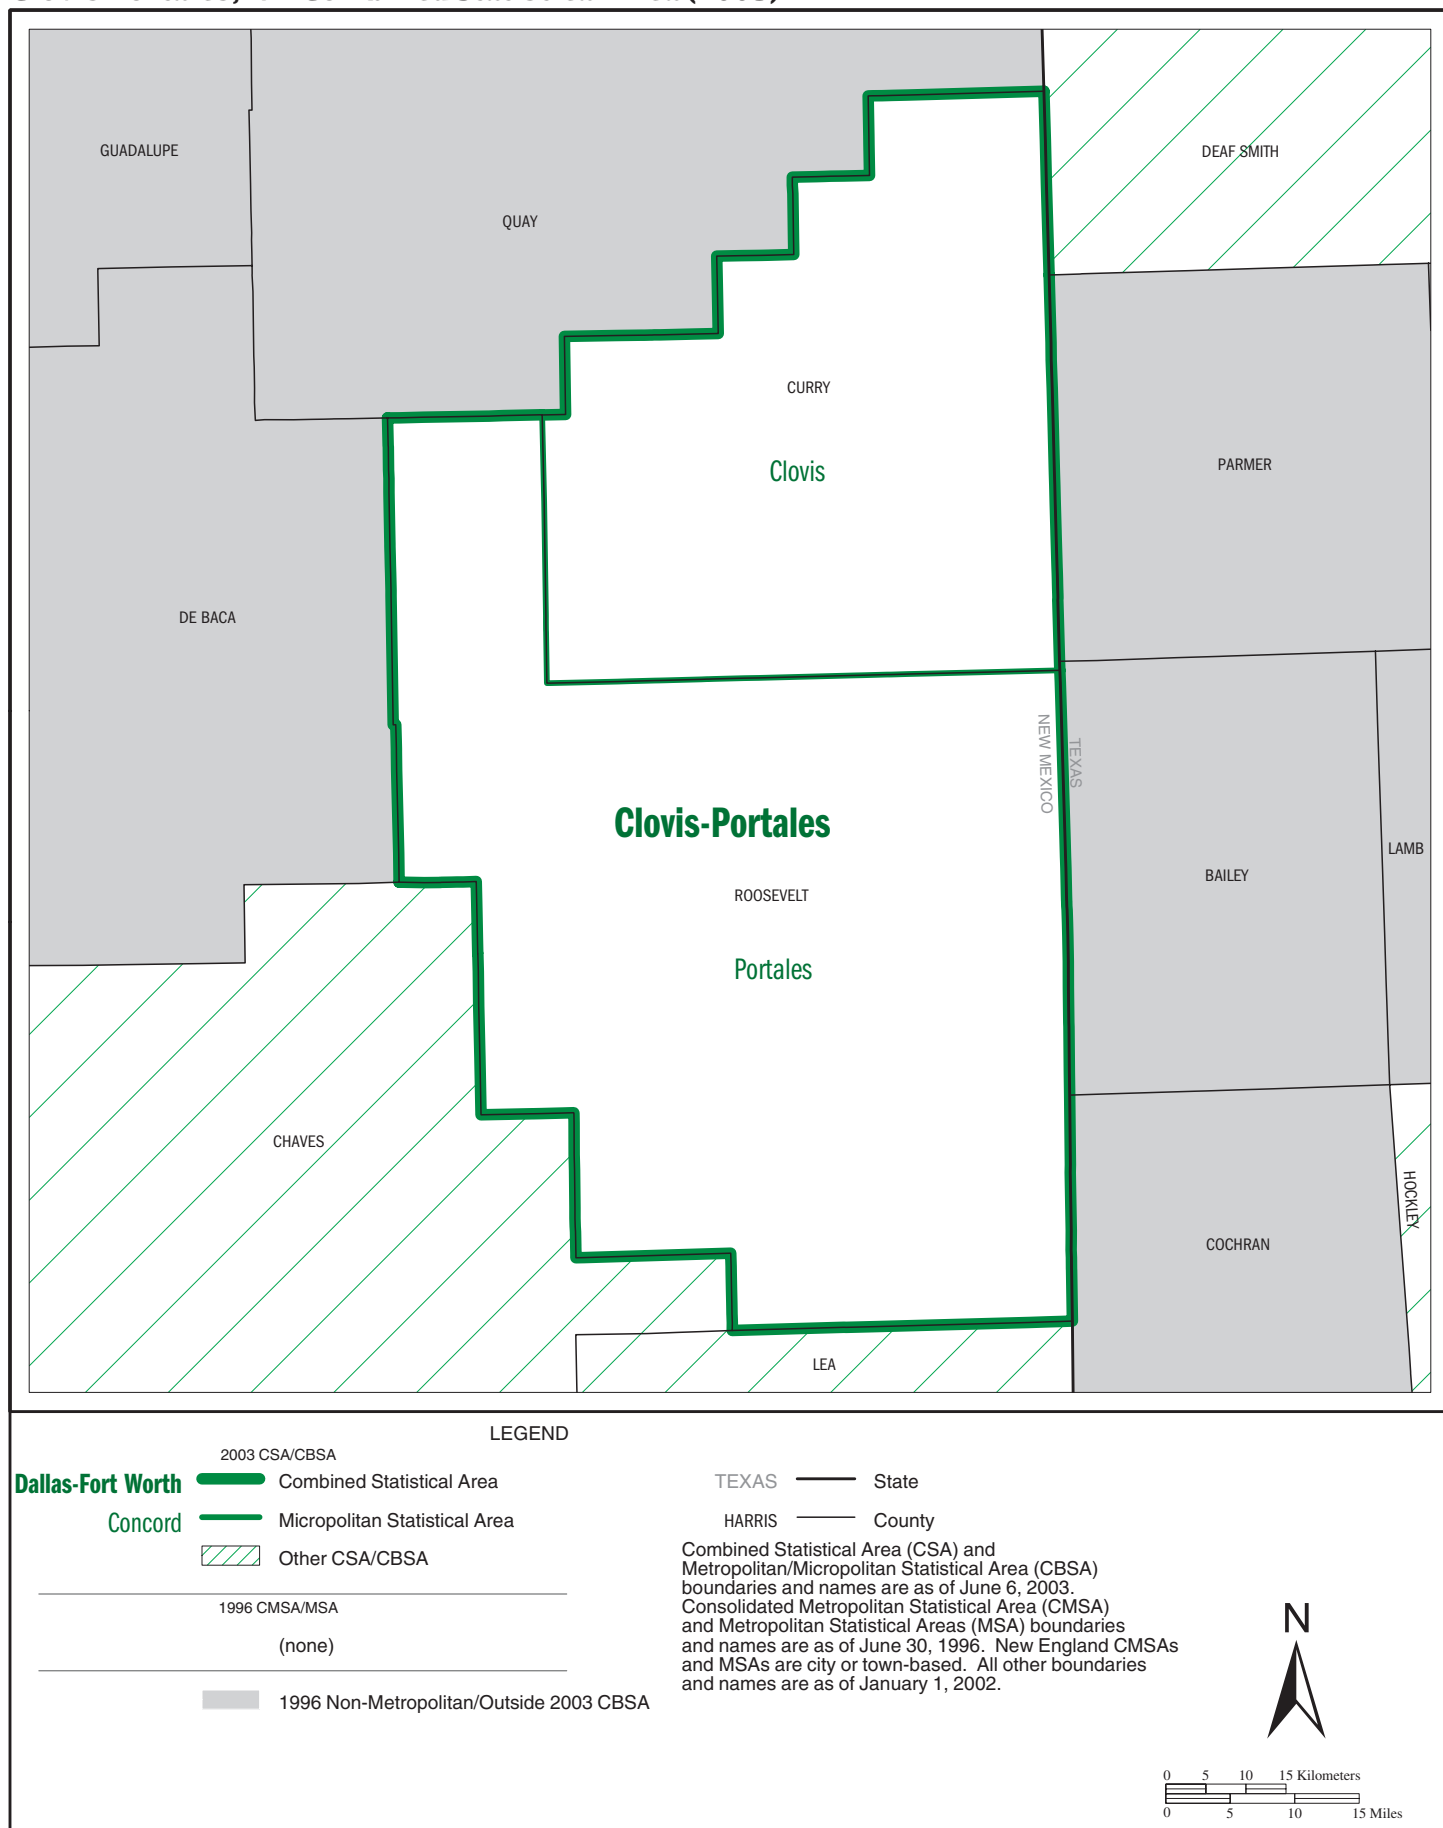 GUADALUPE
DEAF SMITH
QUAY
CURRY
Clovis
PARMER
DE BACA
NEW MEXICO
TEXAS
Clovis-Portales
LAMB
BAILEY
ROOSEVELT
Portales
CHAVES
HOCKLEY
COCHRAN
LEA
LEGEND
2003 CSA/CBSA
Dallas-Fort Worth Combined Statistical Area
Concord Micropolitan Statistical Area
Other CSA/CBSA
1996 CMSA/MSA
(none)
1996 Non-Metropolitan/Outside 2003 CBSA
TEXAS State
HARRIS County
Combined Statistical Area (CSA) and
Metropolitan/Micropolitan Statistical Area (CBSA)
boundaries and names are as of June 6, 2003.
Consolidated Metropolitan Statistical Area (CMSA)
and Metropolitan Statistical Areas (MSA) boundaries
and names are as of June 30, 1996. New England CMSAs
and MSAs are city or town-based. All other boundaries
and names are as of January 1, 2002.
N
0 5 10 15 Kilometers
0 5 10 15 Miles